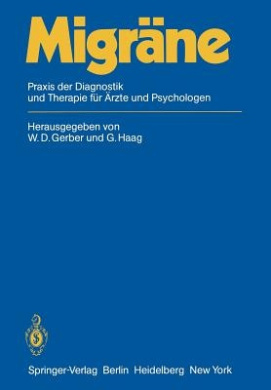 Migräne
Praxis der Diagnostik
und Therapie für Ärzte und Psychologen
Herausgegeben von
W. D. Gerber und G. Haag
Springer-Verlag Berlin Heidelberg New York